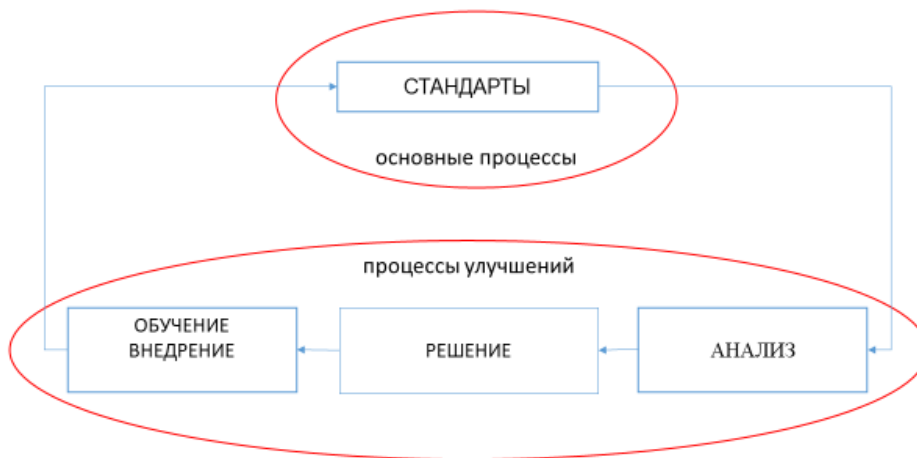 СТАНДАРТЫ
основные процессы
процессы улучшений
ОБУЧЕНИЕ
ВНЕДРЕНИЕ
РЕШЕНИЕ
АНАЛИЗ